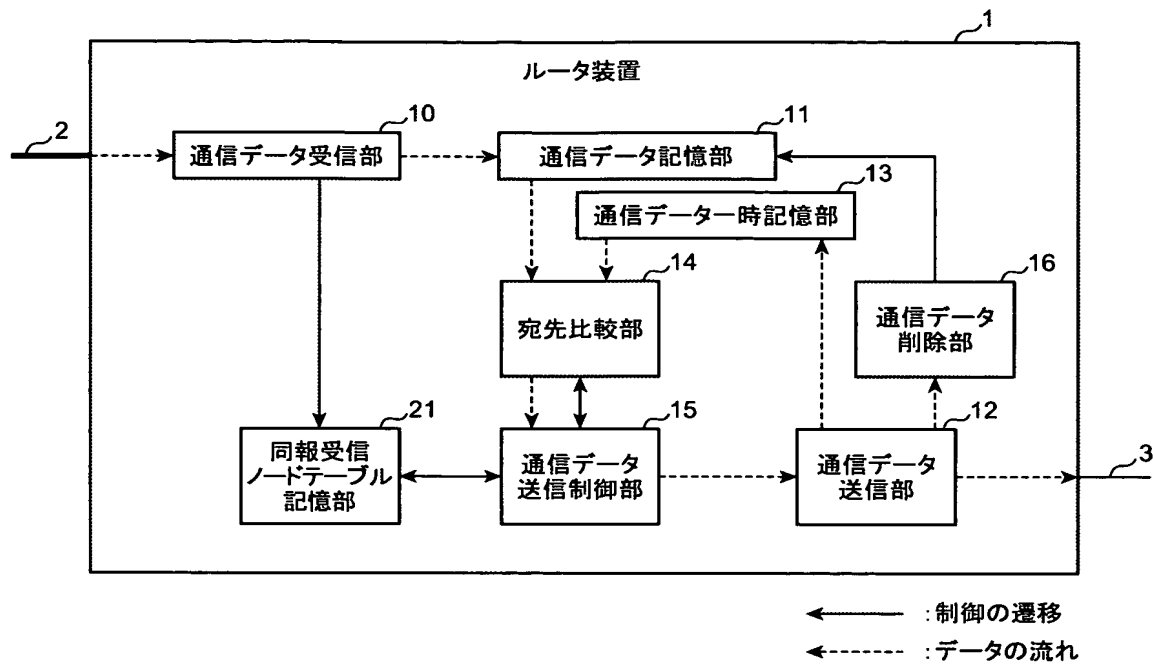 1
ルータ装置
2
10
通信データ受信部
11
通信データ記憶部
13
通信データ一時記憶部
14
宛先比較部
16
通信データ
削除部
21
同報受信
ノードテーブル
記憶部
15
通信データ
送信制御部
12
通信データ
送信部
3
:制御の遷移
:データの流れ